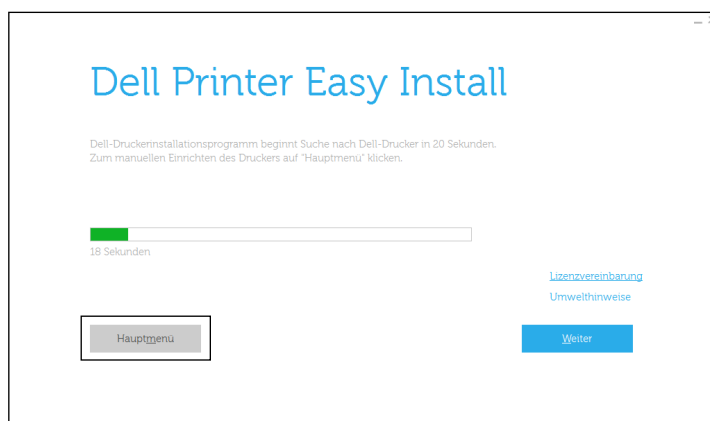 Dell Printer Easy Install
Dell-Druckerinstallationsprogramm beginnt Suche nach Dell-Drucker in 20 Sekunden.
Zum manuellen Einrichten des Druckers auf "Hauptmenü" klicken.
18 Sekunden
Lizenzvereinbarung
Umwelthinweise
Hauptmenü
Weiter